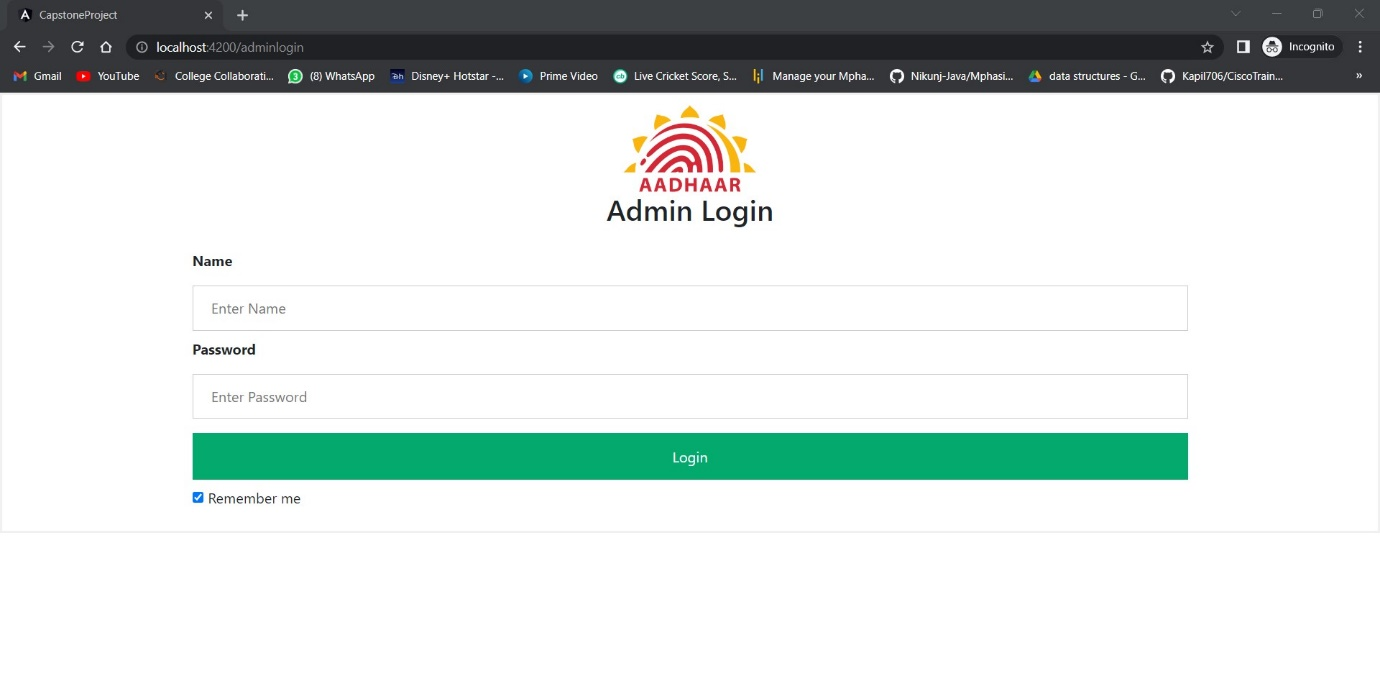 CapstoneProject
localhost:4200/adminlogin
Incognito
Gmail YouTube College Collaborati... (8) WhatsApp Disney+ Hotstar -... Prime Video Live Cricket Score, S... Manage your Mpha... Nikunj-Java/Mphasi... data structures - G... Kapil706/CiscoTrain... »
AADHAAR
Admin Login
Name
Enter Name
Password
Enter Password
Login
Remember me